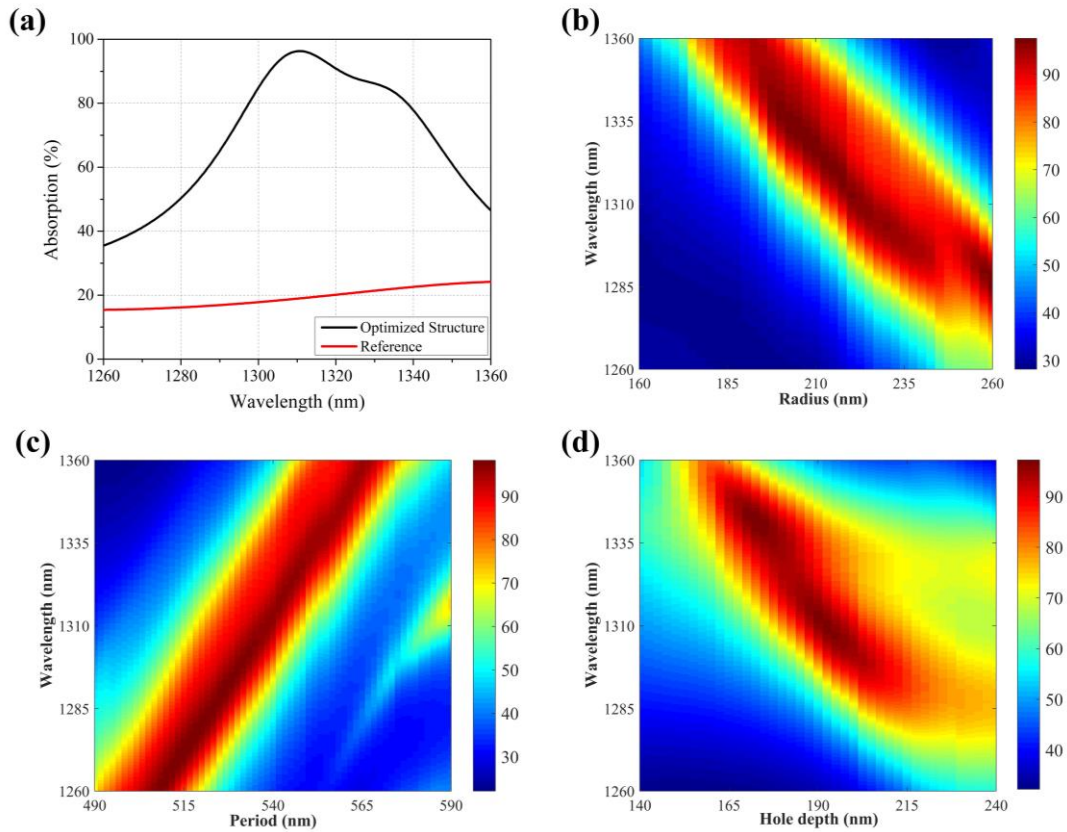 (a)
100
80
60
40
20
0
Absorption (%)
1260 1280 1300 1320 1340 1360
Wavelength (nm)
Optimized Structure
Reference
(b)
1360
1335
1310
1285
1260
Wavelength (nm)
160 185 210 235 260
Radius (nm)
90
80
70
60
50
40
30
(c)
1360
1335
1310
1285
1260
Wavelength (nm)
490 515 540 565 590
Period (nm)
90
80
70
60
50
40
30
(d)
1360
1335
1310
1285
1260
Wavelength (nm)
140 165 190 215 240
Hole depth (nm)
90
80
70
60
50
40